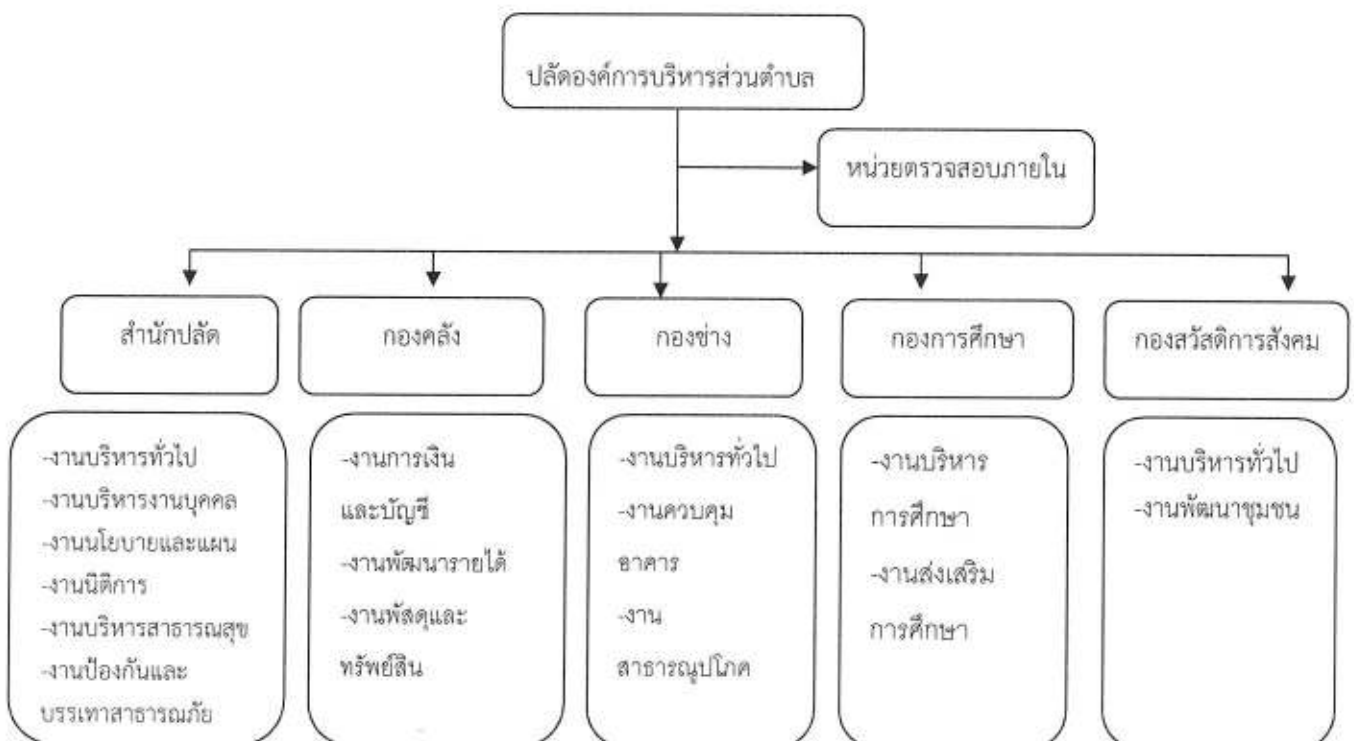 ปลัดองค์การบริหารส่วนตำบล
หน่วยตรวจสอบภายใน
สำนักปลัด
กองคลัง
กองช่าง
กองการศึกษา
กองสวัสดิการสังคม
-งานบริหารทั่วไป
-งานบริหารงานบุคคล
-งานนโยบายและแผน
-งานนิติการ
-งานบริหารสาธารณสุข
-งานป้องกันและ
บรรเทาสาธารณภัย
-งานการเงิน
และบัญชี
-งานพัฒนารายได้
-งานพัสดุและ
ทรัพย์สิน
-งานบริหารทั่วไป
-งานควบคุม
อาคาร
-งาน
สาธารณูปโภค
-งานบริหาร
การศึกษา
-งานส่งเสริม
การศึกษา
-งานบริหารทั่วไป
-งานพัฒนาชุมชน